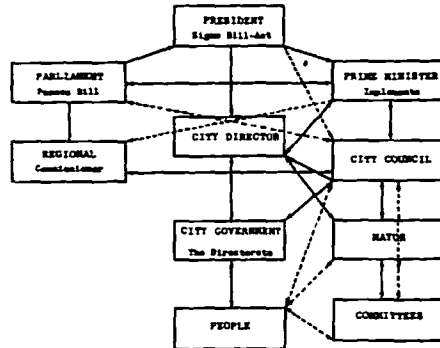 PRESIDENT
Signs Bill-Act
PARLIAMENT
Passes Bill
PRIME MINISTER
Implements
CITY DIRECTOR
REGIONAL
Commissioner
CITY COUNCIL
CITY GOVERNMENT
The Directorate
MAYOR
PEOPLE
COMMITTEES